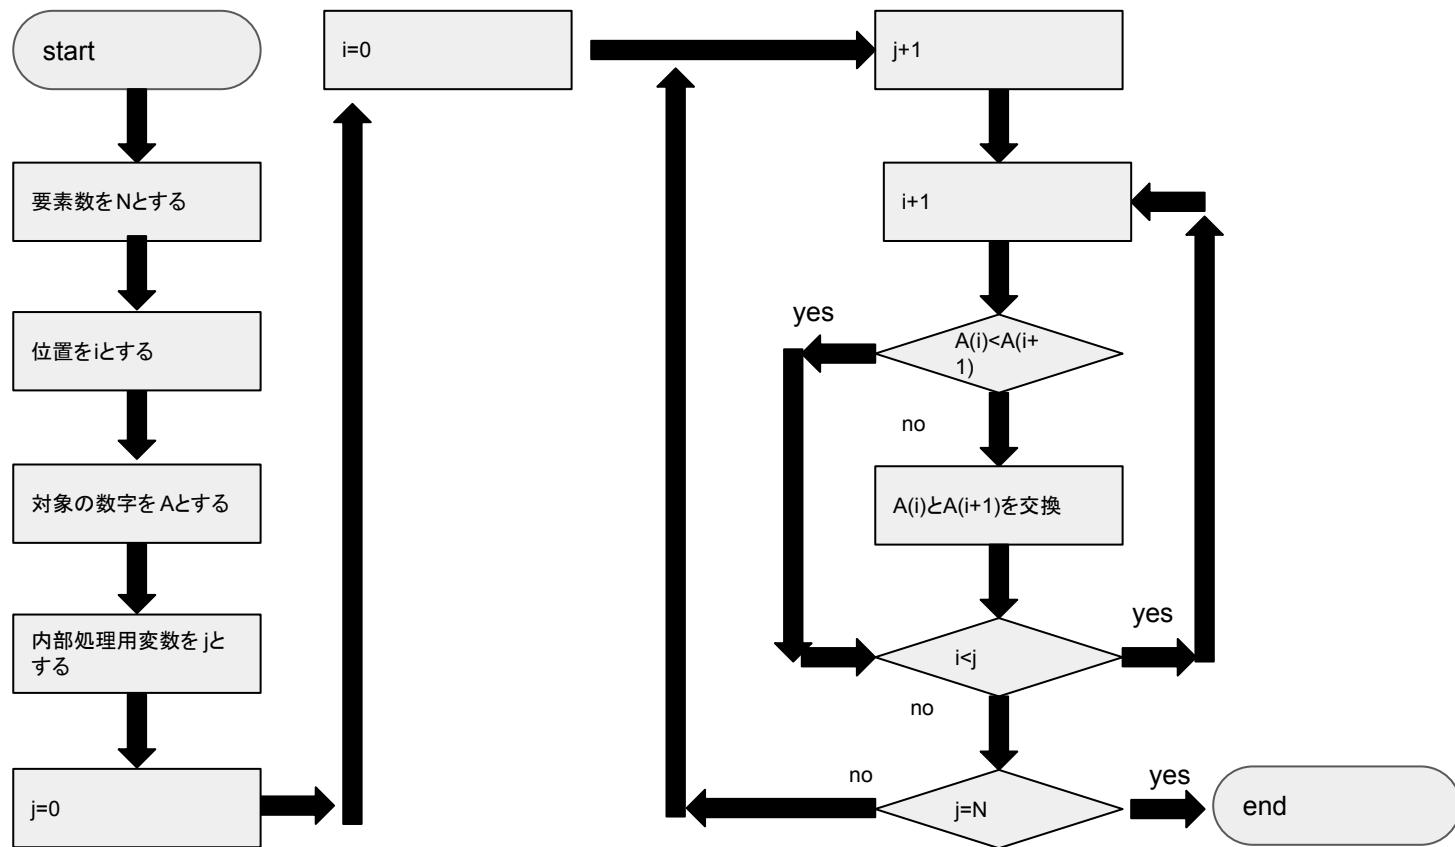 start
要素数をNとする
位置をiとする
対象の数字をAとする
内部処理用変数をjと
する
j=0
i=0
j+1
i+1
yes
A(i)<A(i+
1)
no
A(i)とA(i+1)を交換
i<j
yes
no
j=N
no
yes
end